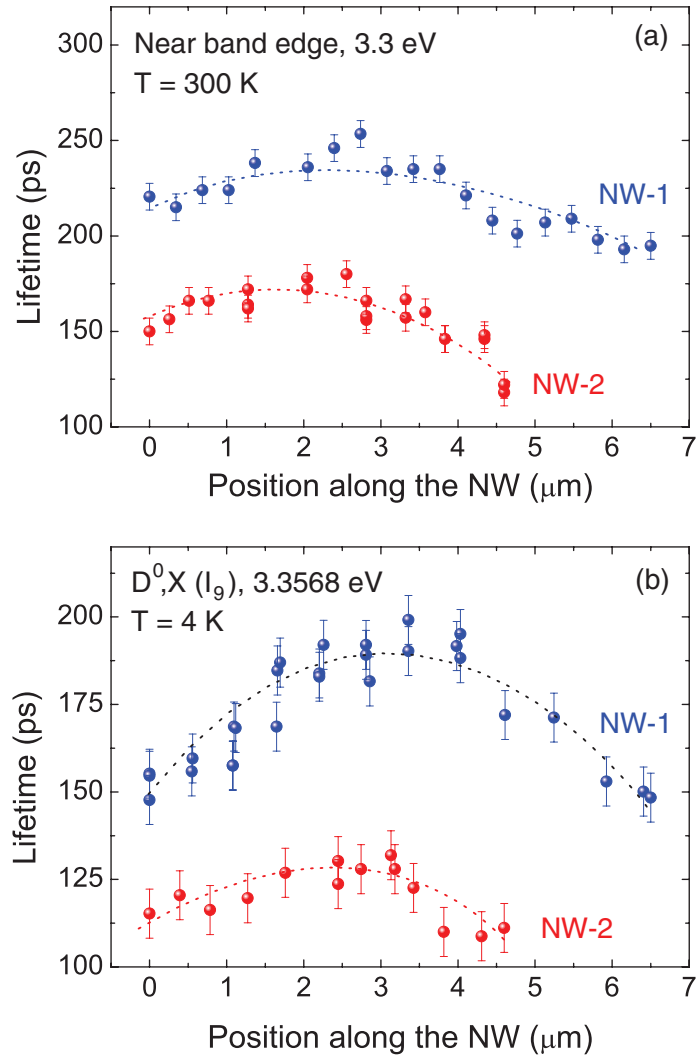 (a)
Near band edge, 3.3 eV
T = 300 K
300
250
200
150
100
Lifetime (ps)
NW-1
NW-2
0 1 2 3 4 5 6 7
Position along the NW (μm)
(b)
D⁰,X (I₉), 3.3568 eV
T = 4 K
200
175
150
125
100
Lifetime (ps)
NW-1
NW-2
0 1 2 3 4 5 6 7
Position along the NW (μm)